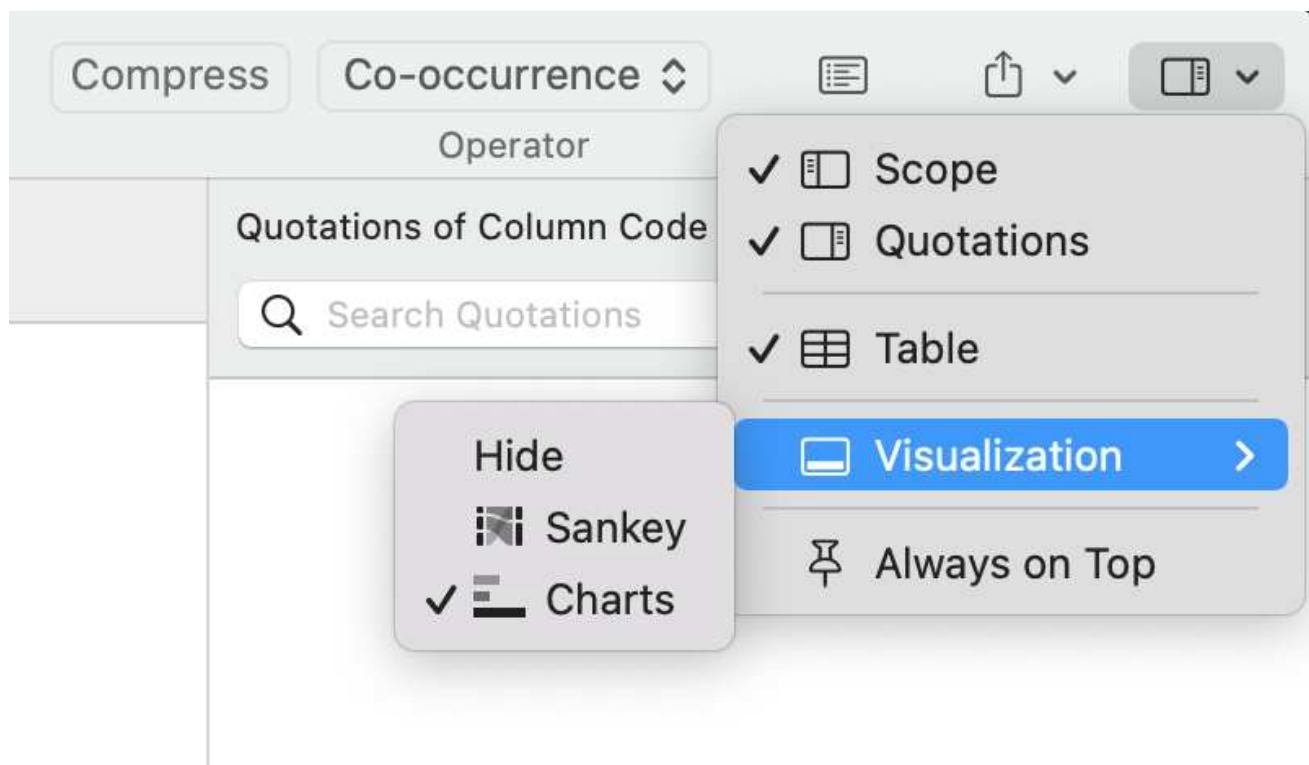 Compress
Co-occurrence
Operator
Quotations of Column Code
Search Quotations
Scope
Quotations
Table
Visualization
Always on Top
Hide
Sankey
Charts